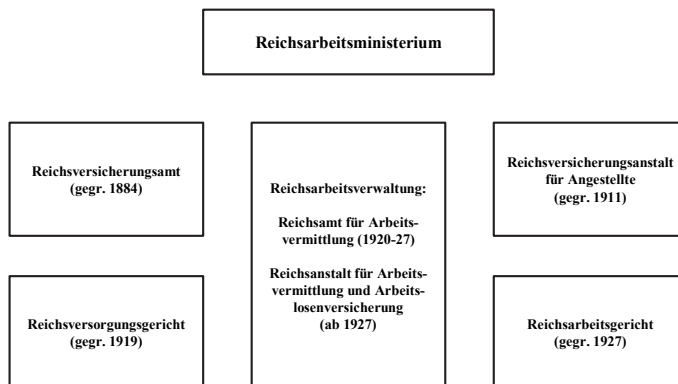 Reichsarbeitsministerium
Reichsversicherungsamt
(gegr. 1884)
Reichsarbeitsverwaltung:
Reichsamt für Arbeits-
vermittlung (1920-27)
Reichsanstalt für Arbeits-
vermittlung und Arbeits-
losenversicherung
(ab 1927)
Reichsversicherungsanstalt
für Angestellte
(gegr. 1911)
Reichsversorgungsgericht
(gegr. 1919)
Reichsarbeitsgericht
(gegr. 1927)